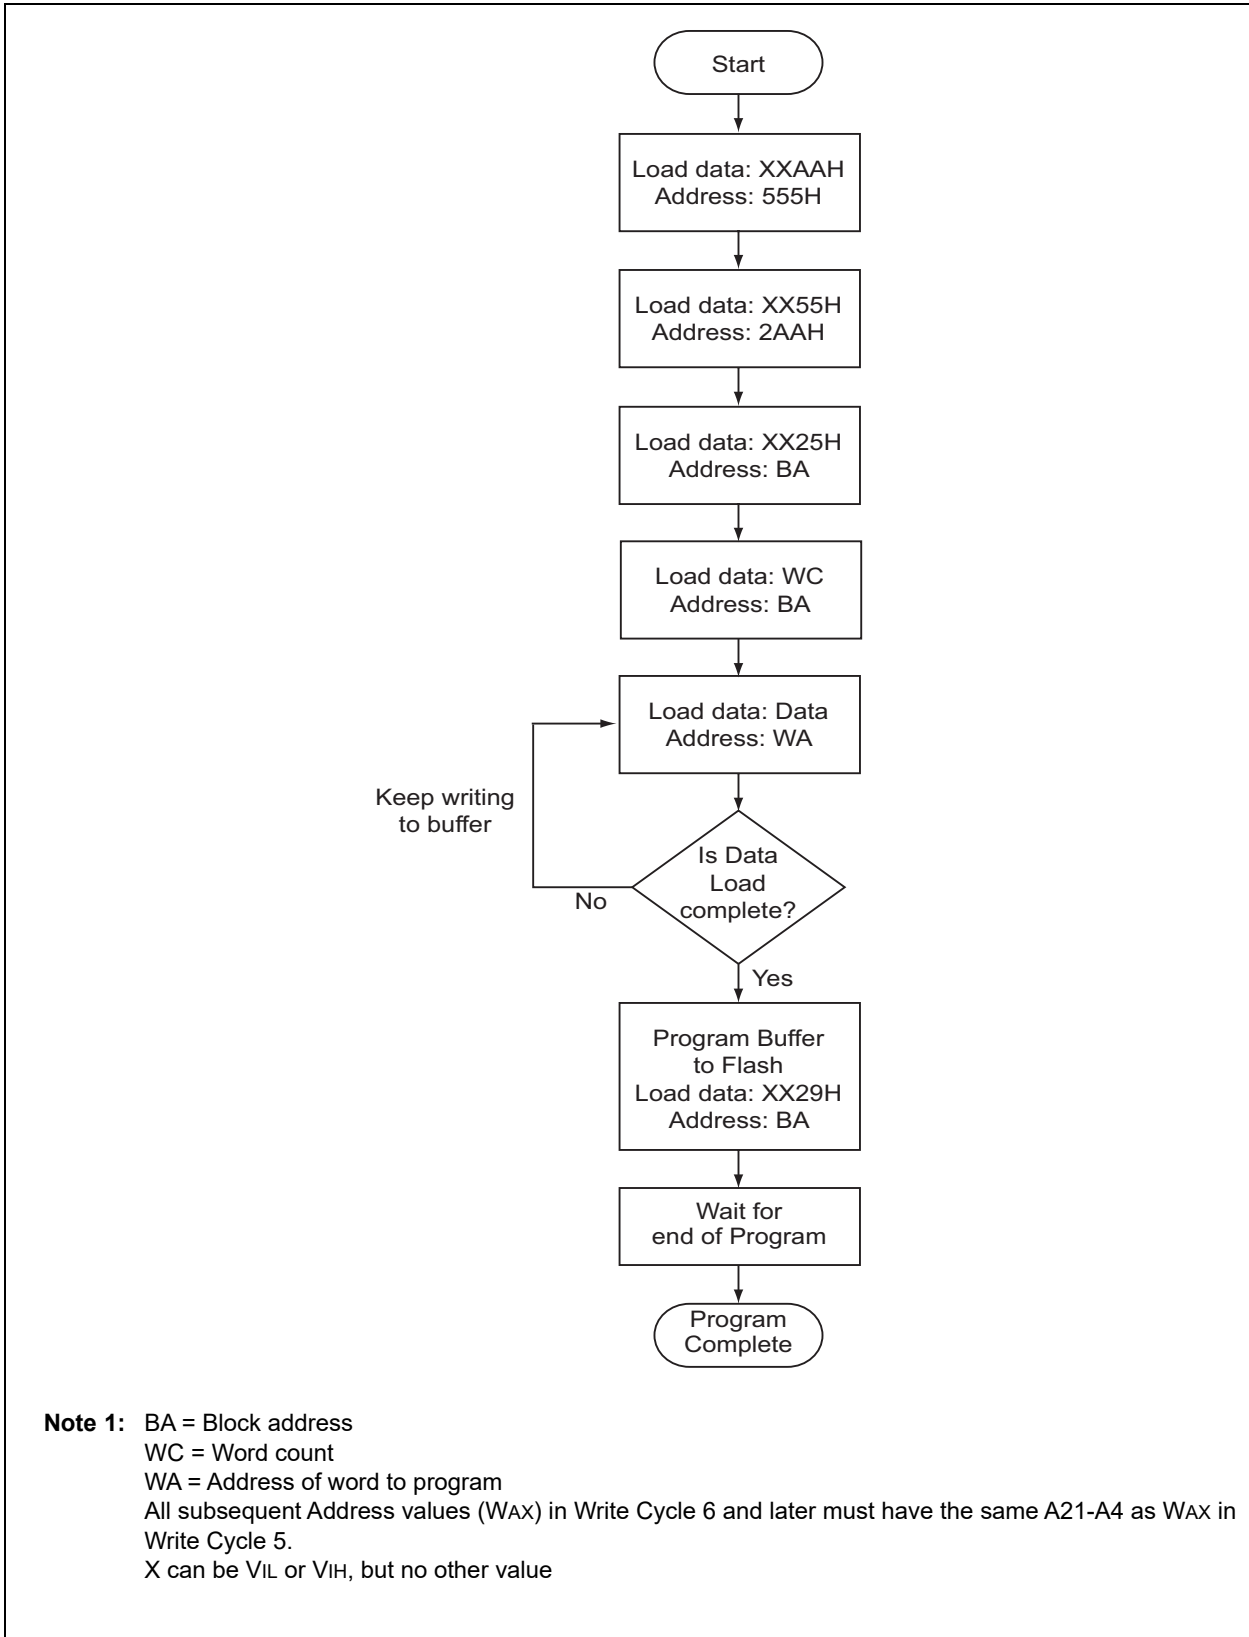 Start
Load data: XXAAH
Address: 555H
Load data: XX55H
Address: 2AAH
Load data: XX25H
Address: BA
Load data: WC
Address: BA
Load data: Data
Address: WA
Keep writing
to buffer
Is Data
Load
complete?
No
Yes
Program Buffer
to Flash
Load data: XX29H
Address: BA
Wait for
end of Program
Program
Complete
Note 1: BA = Block address
WC = Word count
WA = Address of word to program
All subsequent Address values (WAX) in Write Cycle 6 and later must have the same A21-A4 as WAX in
Write Cycle 5.
X can be VIL or VIH, but no other value